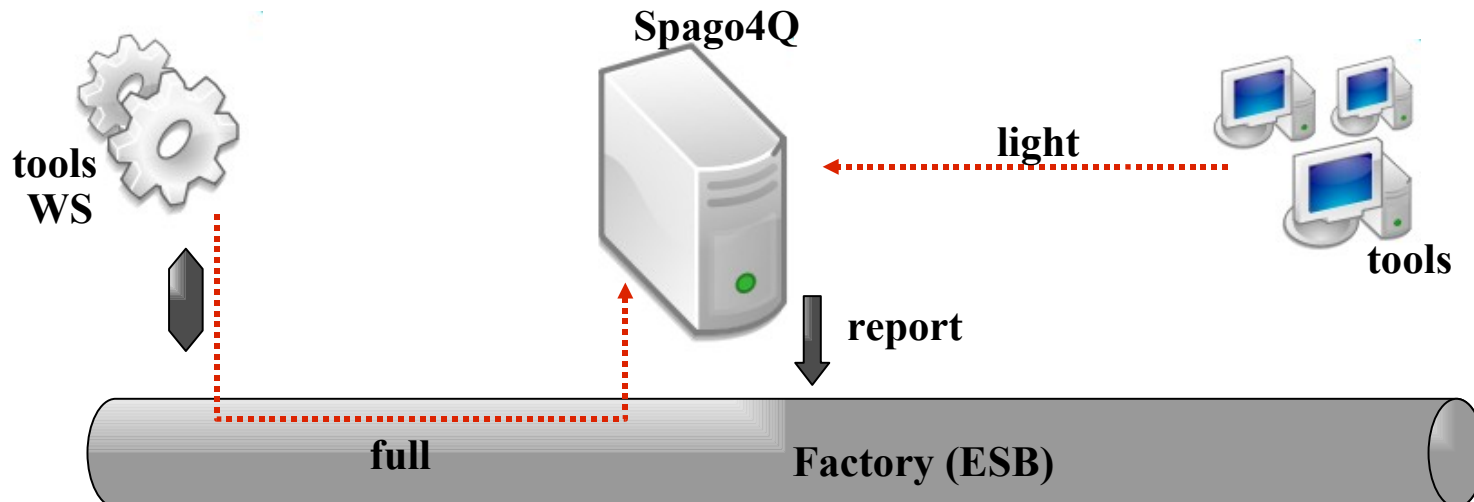 Spago4Q
tools
WS
light
tools
report
full
Factory (ESB)